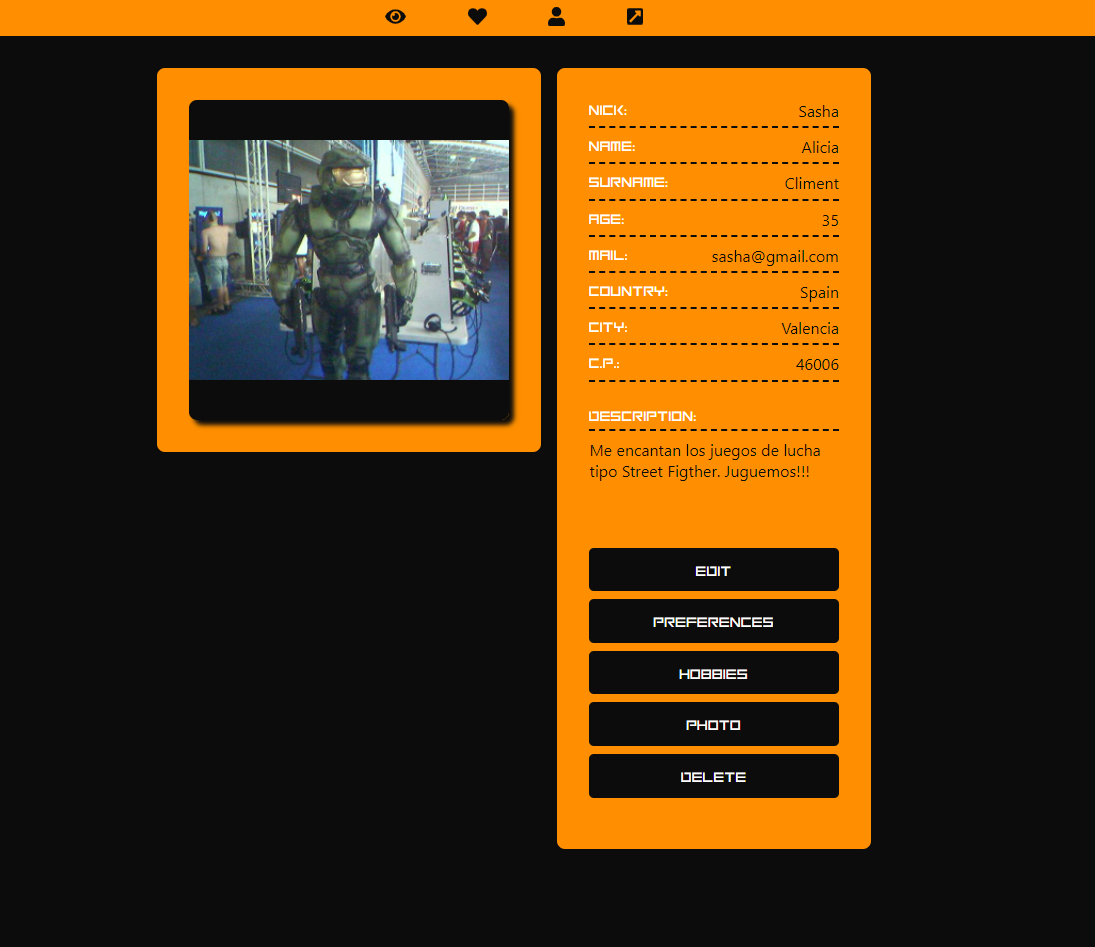 NICK: Sasha
NAME: Alicia
SURNAME: Climent
AGE: 35
MAIL: sasha@gmail.com
COUNTRY: Spain
CITY: Valencia
C.P.: 46006
DESCRIPTION:
Me encantan los juegos de lucha
tipo Street Figther. Juguemos!!!
EDIT
PREFERENCES
HOBBIES
PHOTO
DELETE